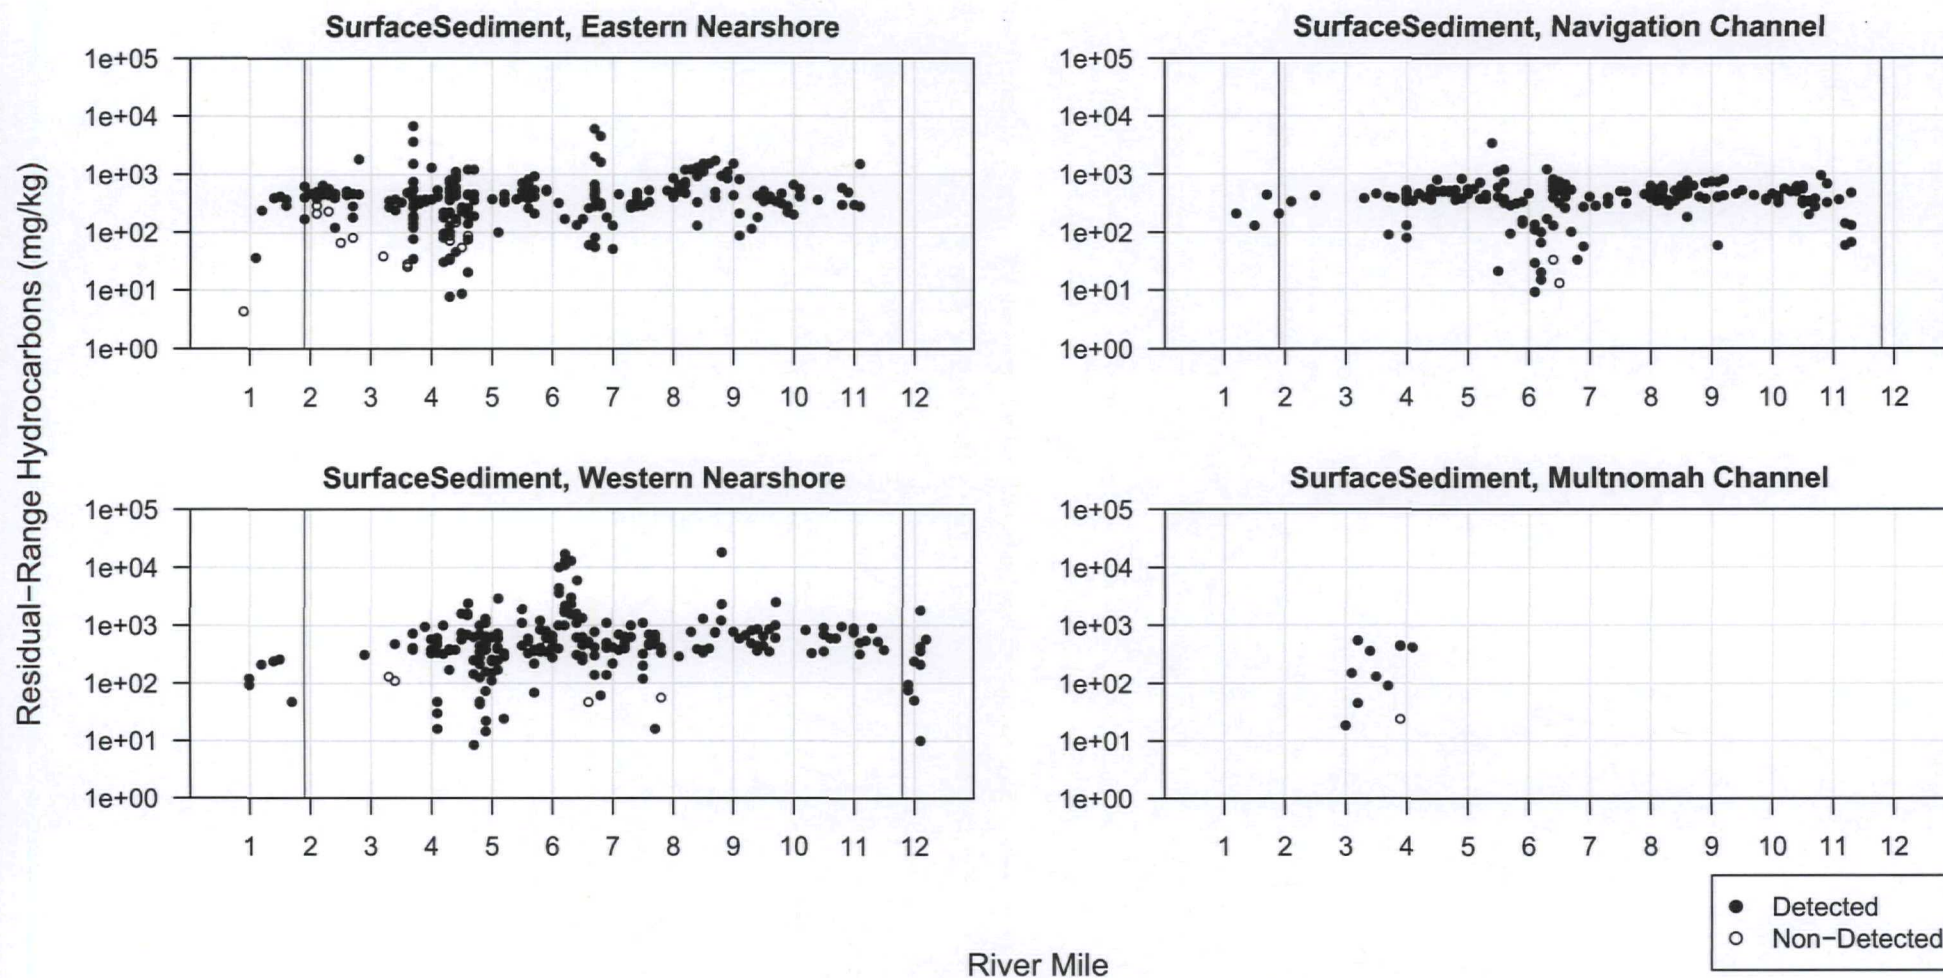 SurfaceSediment, Eastern Nearshore
SurfaceSediment, Navigation Channel
1e+05
1e+04
1e+03
1e+02
1e+01
1e+00
1 2 3 4 5 6 7 8 9 10 11 12
1e+05
1e+04
1e+03
1e+02
1e+01
1e+00
1 2 3 4 5 6 7 8 9 10 11 12
Residual-Range Hydrocarbons (mg/kg)
SurfaceSediment, Western Nearshore
SurfaceSediment, Multnomah Channel
1e+05
1e+04
1e+03
1e+02
1e+01
1e+00
1 2 3 4 5 6 7 8 9 10 11 12
1e+05
1e+04
1e+03
1e+02
1e+01
1e+00
1 2 3 4 5 6 7 8 9 10 11 12
Detected
Non-Detected
River Mile